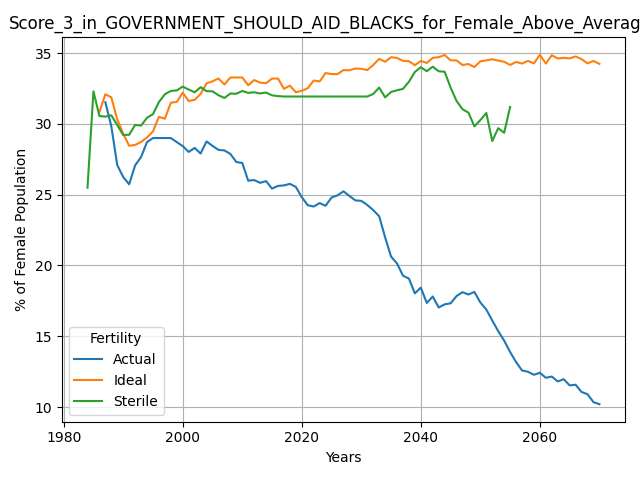 Score_3_in_GOVERNMENT_SHOULD_AID_BLACKS_for_Female_Above_Averag
% of Female Population
35
30
25
20
15
10
Fertility
Actual
Ideal
Sterile
1980 2000 2020 2040 2060
Years